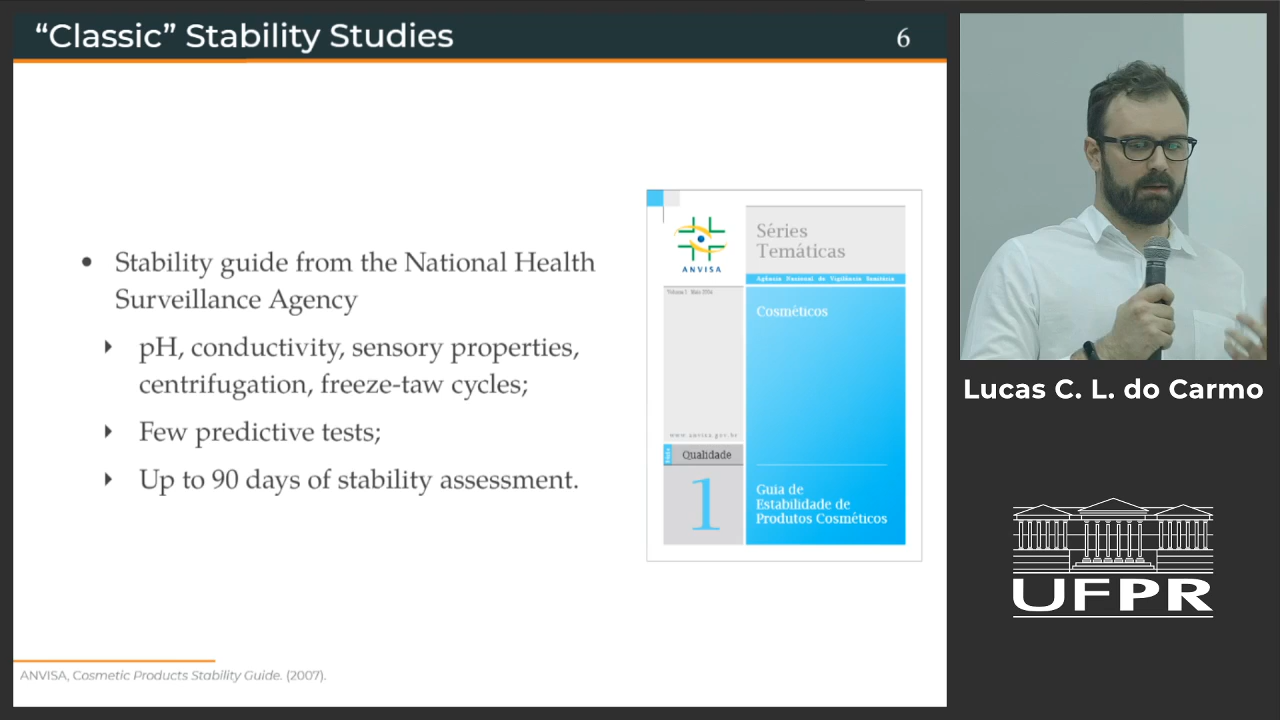 “Classic” Stability Studies
6
• Stability guide from the National Health
Surveillance Agency
pH, conductivity, sensory properties,
centrifugation, freeze-taw cycles;
Few predictive tests;
Up to 90 days of stability assessment.
ANVISA
Séries
Temáticas
Agência Nacional de Vigilância Sanitária
Cosméticos
www.anvisa.gov.br
Qualidade
1
Guia de
Estabilidade de
Produtos Cosméticos
ANVISA, Cosmetic Products Stability Guide. (2007).
Lucas C. L. do Carmo
UFPR